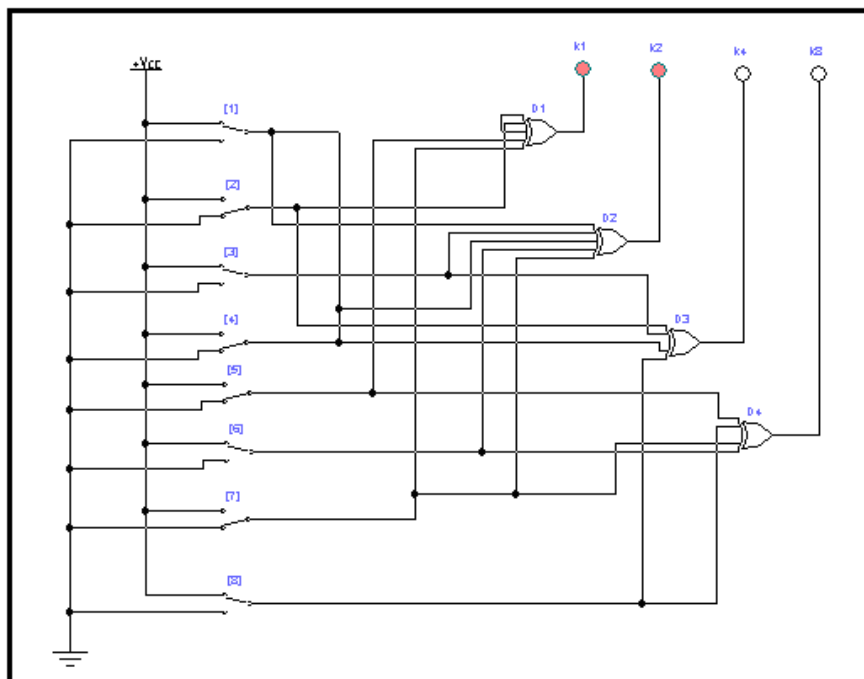 k1 k2 k4 k8
+Vcc
[1] D1
[2]
D2
[3]
[4] D3
[5]
D4
[6]
[7]
[8]